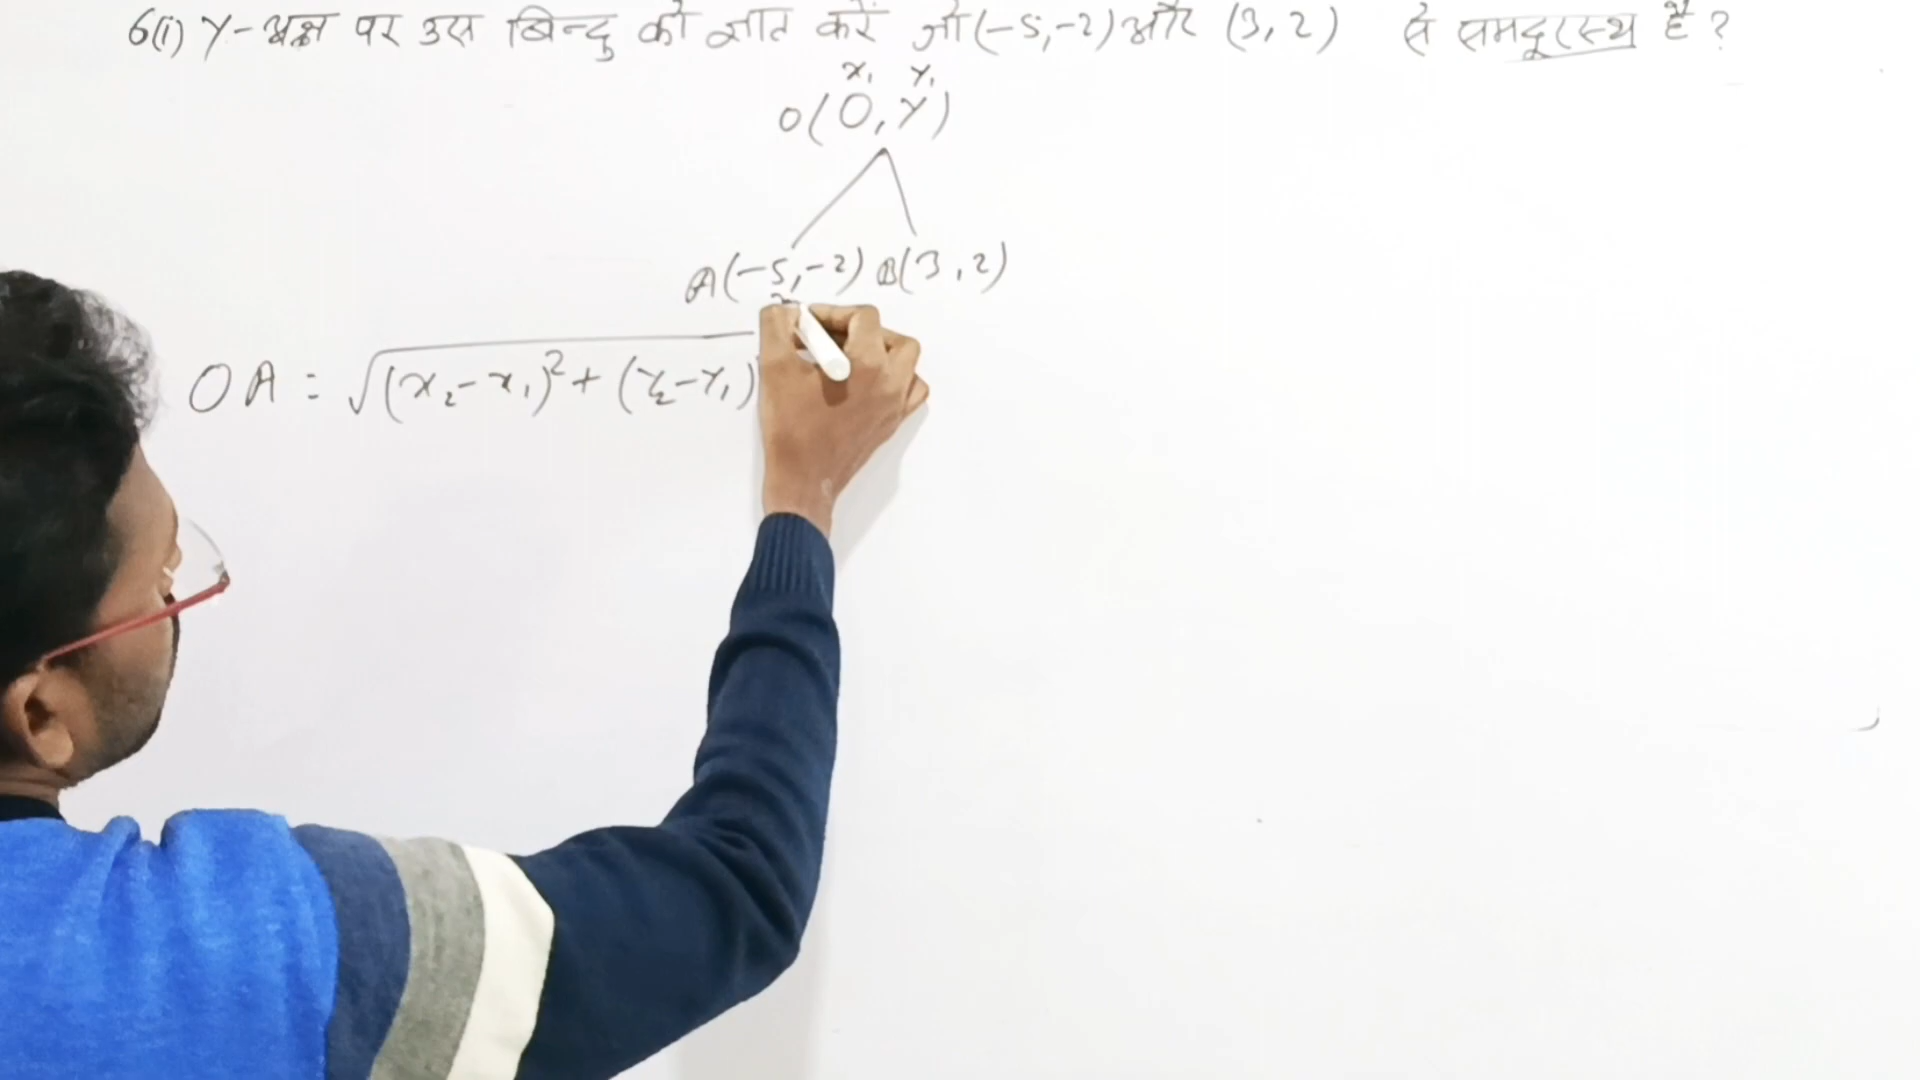 6(i) Y-अक्ष पर उस बिन्दु को ज्ञात करें जो (-5,-2) और (3,2) से समदूरस्थ हैं ?
x₁ y₁
O(0,y)
A(-5,-2) B(3,2)
OA = √(x₂-x₁)²+(y₂-y₁)